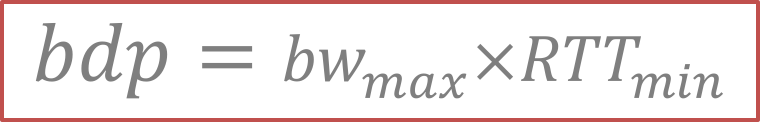 bdp = bw_max × RTT_min